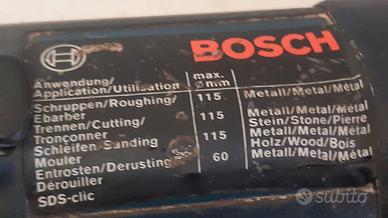 BOSCH
Anwendung/ max.
Application/Utilisation Ømm
Schruppen/Roughing/ 115 Metall/Metal/Métal
Ebarber
Trennen/Cutting/ 115 Metall/Metal/Métal
Tronçonner Stein/Stone/Pierre
Schleifen-Sanding 115 Metall/Metal/Métal
Mouler Holz/Wood/Bois
Entrosten/Derusting 60 Metall/Metal/Métal
Dérouiller
SDS-clic
subito